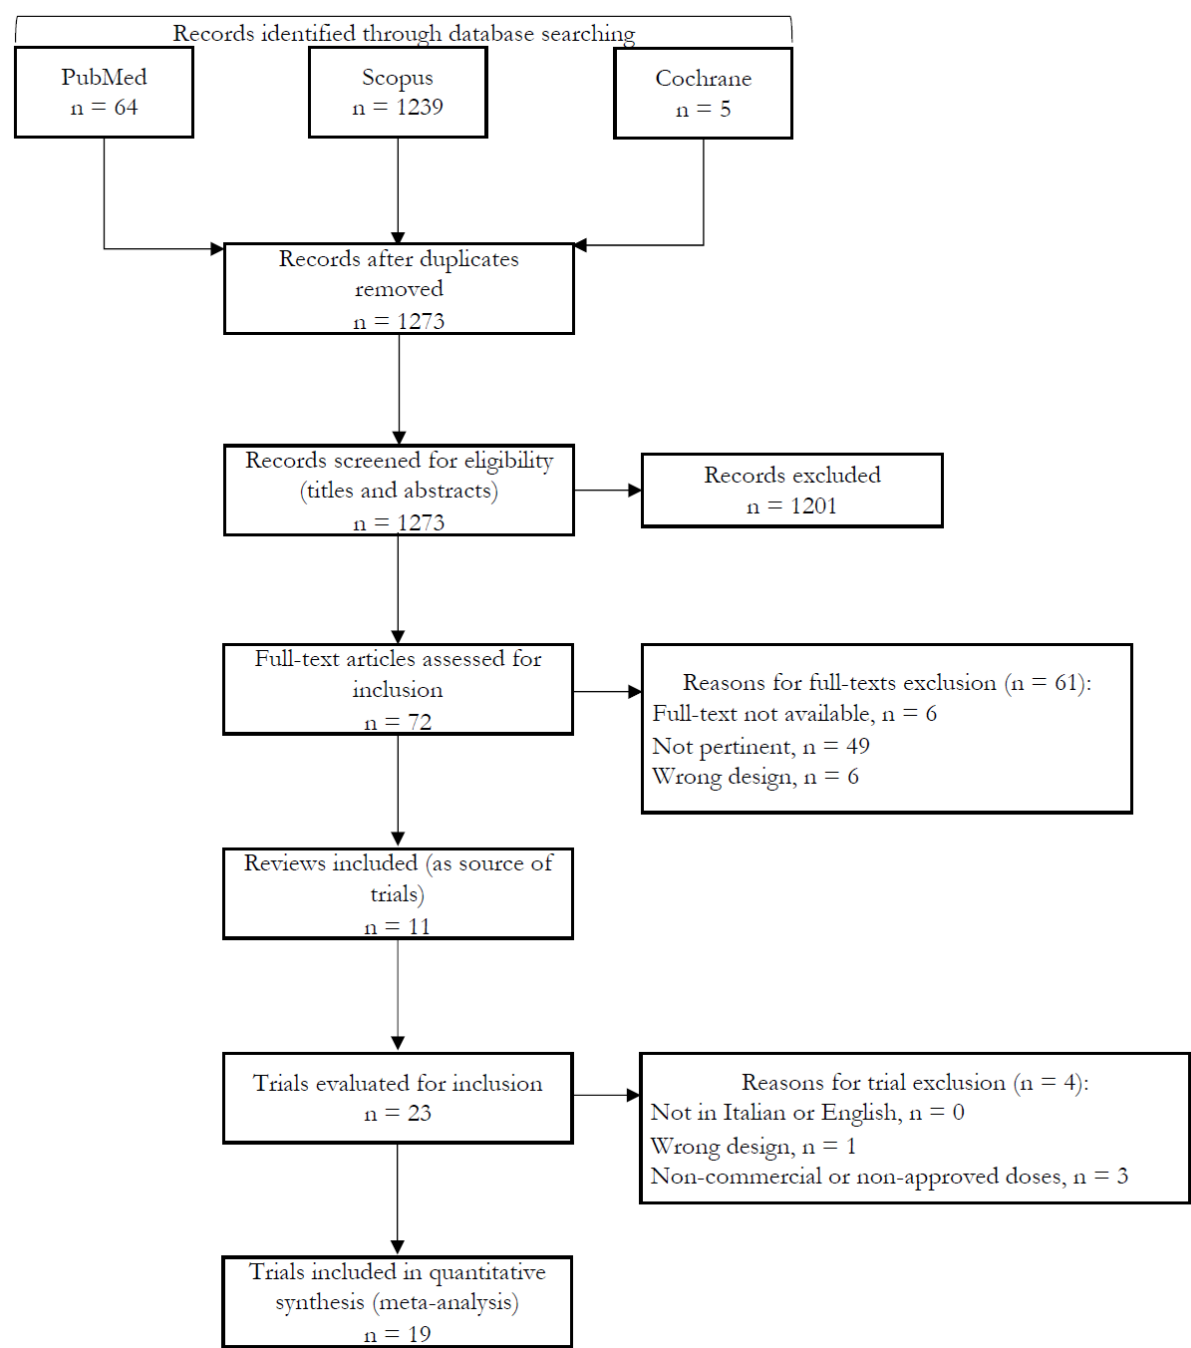 Records identified through database searching
PubMed
n = 64
Scopus
n = 1239
Cochrane
n = 5
Records after duplicates
removed
n = 1273
Records screened for eligibility
(titles and abstracts)
n = 1273
Records excluded
n = 1201
Full-text articles assessed for
inclusion
n = 72
Reasons for full-texts exclusion (n = 61):
Full-text not available, n = 6
Not pertinent, n = 49
Wrong design, n = 6
Reviews included (as source of
trials)
n = 11
Trials evaluated for inclusion
n = 23
Reasons for trial exclusion (n = 4):
Not in Italian or English, n = 0
Wrong design, n = 1
Non-commercial or non-approved doses, n = 3
Trials included in quantitative
synthesis (meta-analysis)
n = 19